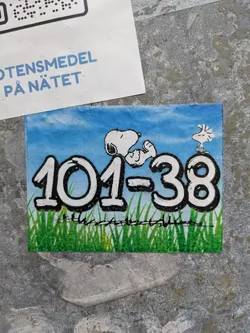 OTENSMEDEL
PÅ NÄTET
101-38